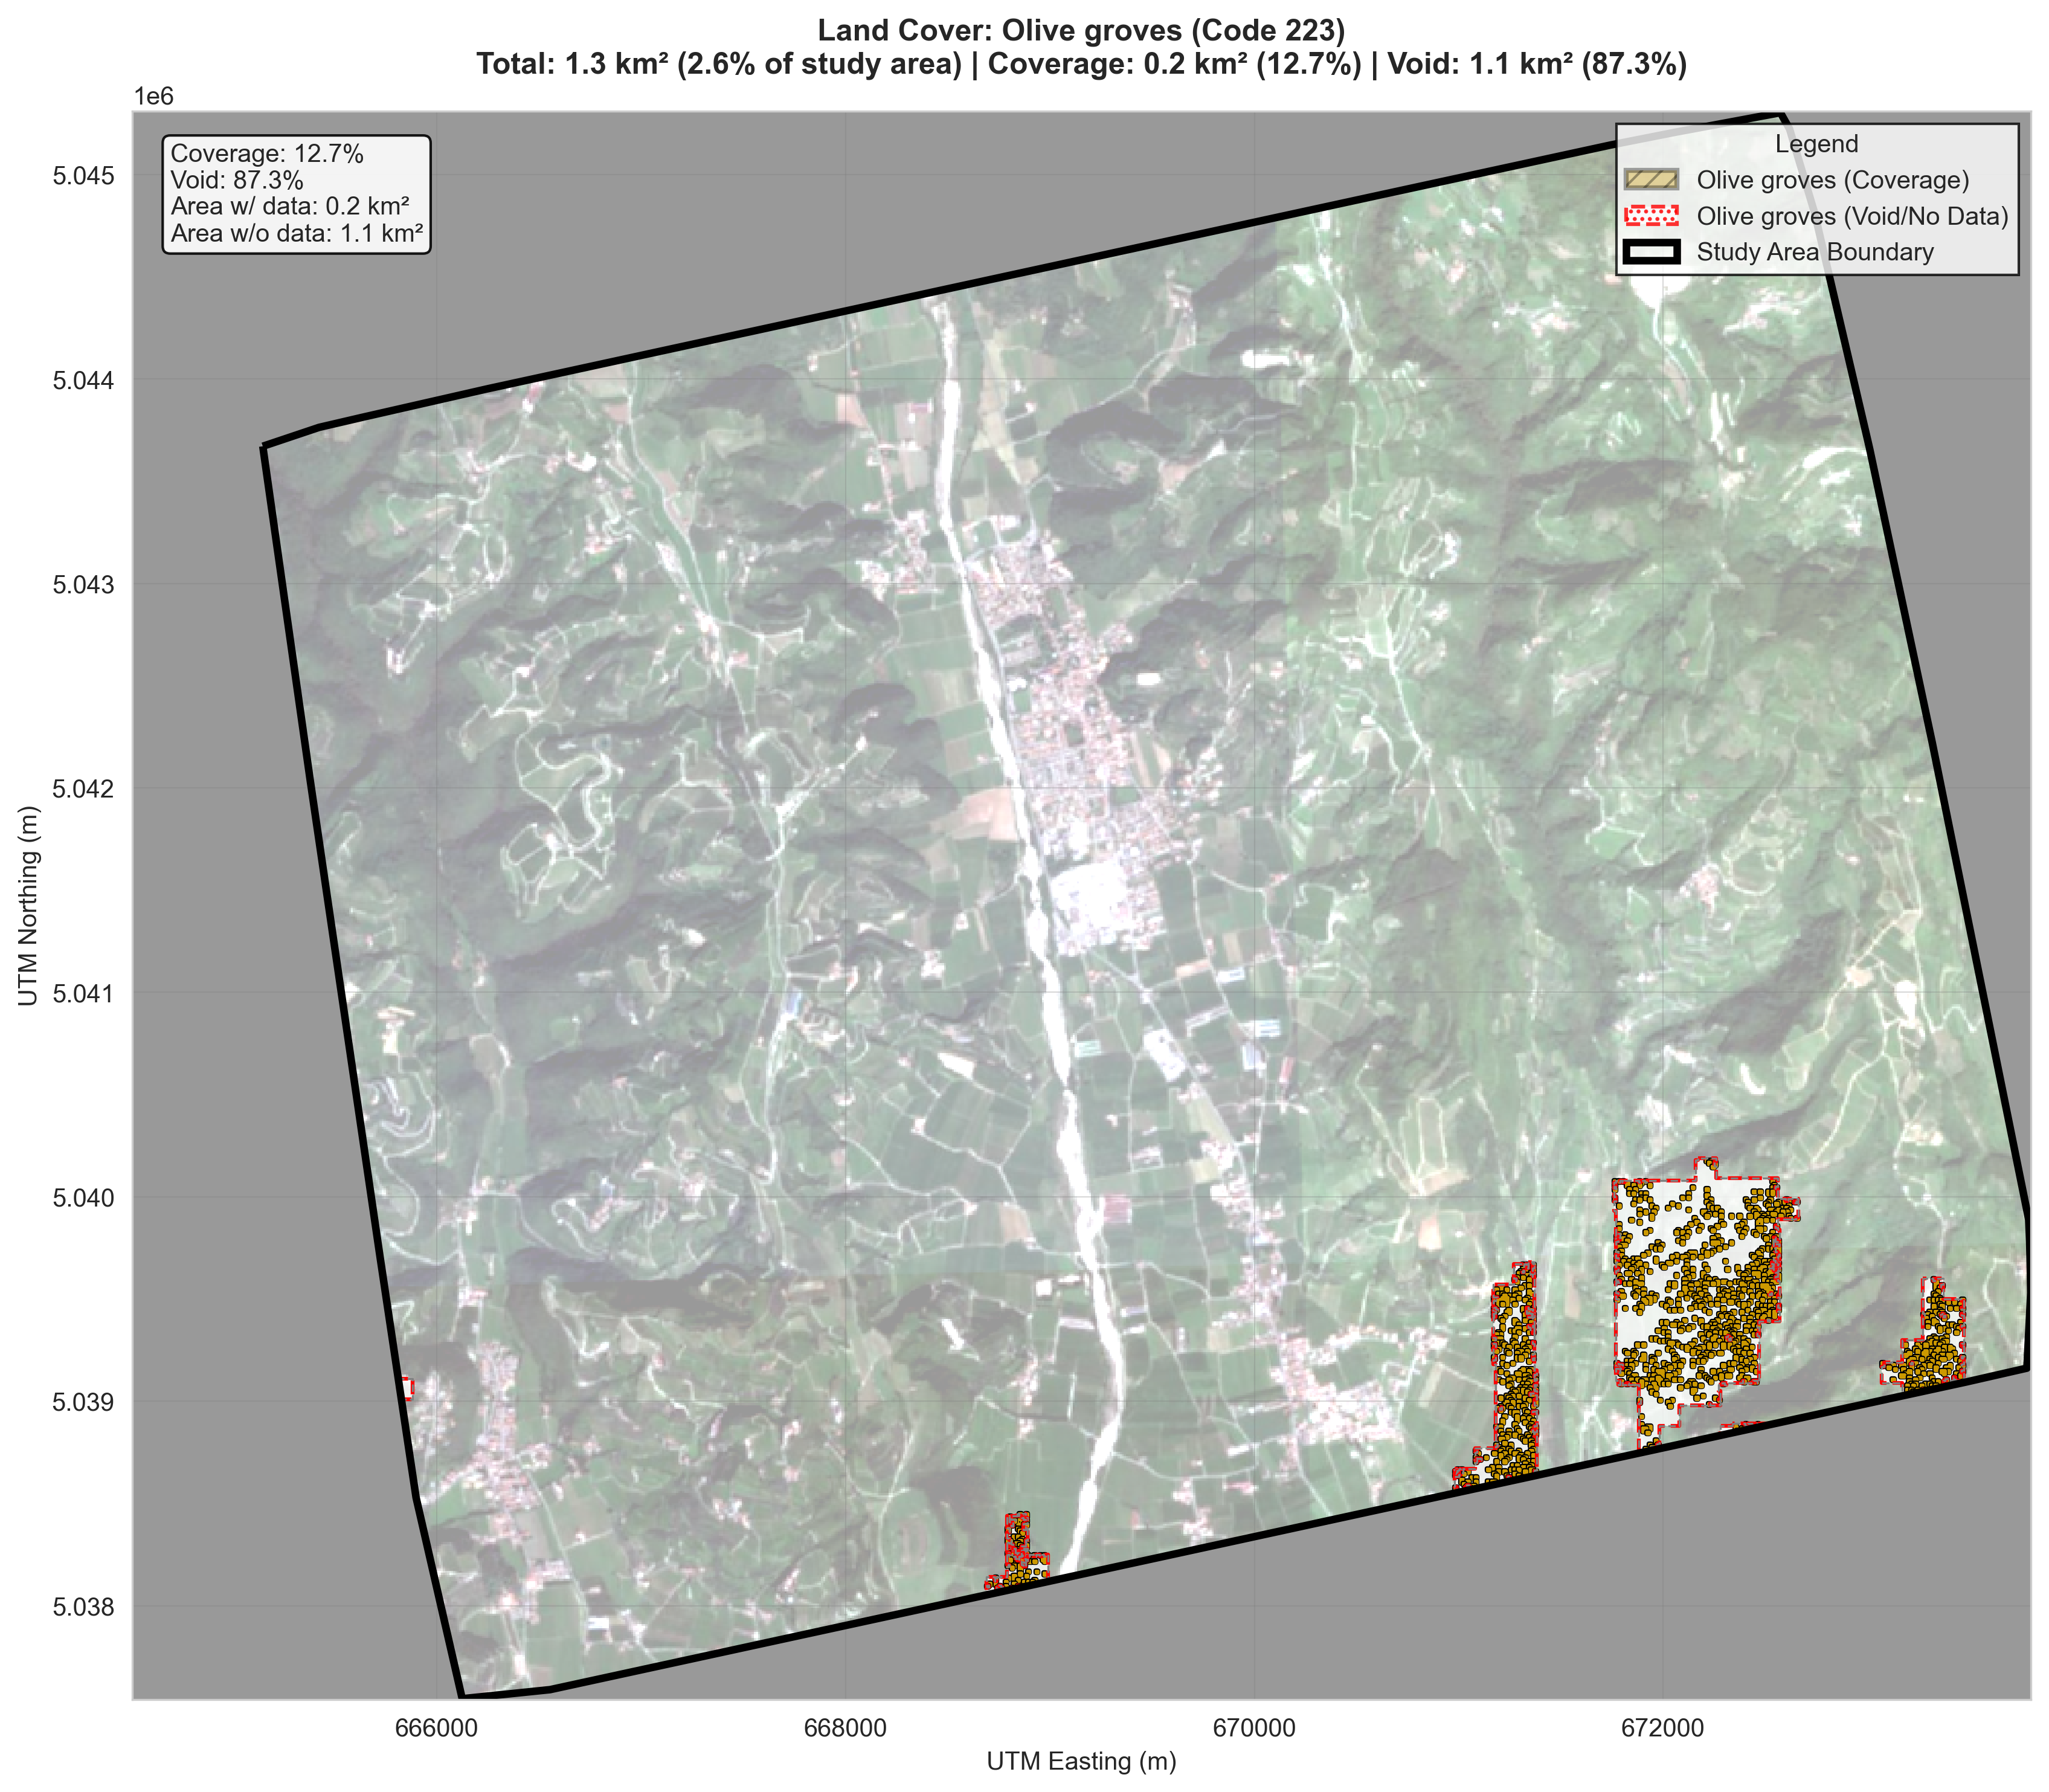 Land Cover: Olive groves (Code 223)
Total: 1.3 km² (2.6% of study area) | Coverage: 0.2 km² (12.7%) | Void: 1.1 km² (87.3%)
1e6
Coverage: 12.7%
Void: 87.3%
Area w/ data: 0.2 km²
Area w/o data: 1.1 km²
Legend
Olive groves (Coverage)
Olive groves (Void/No Data)
Study Area Boundary
5.045
5.044
5.043
5.042
5.041
5.040
5.039
5.038
UTM Northing (m)
666000
668000
670000
672000
UTM Easting (m)